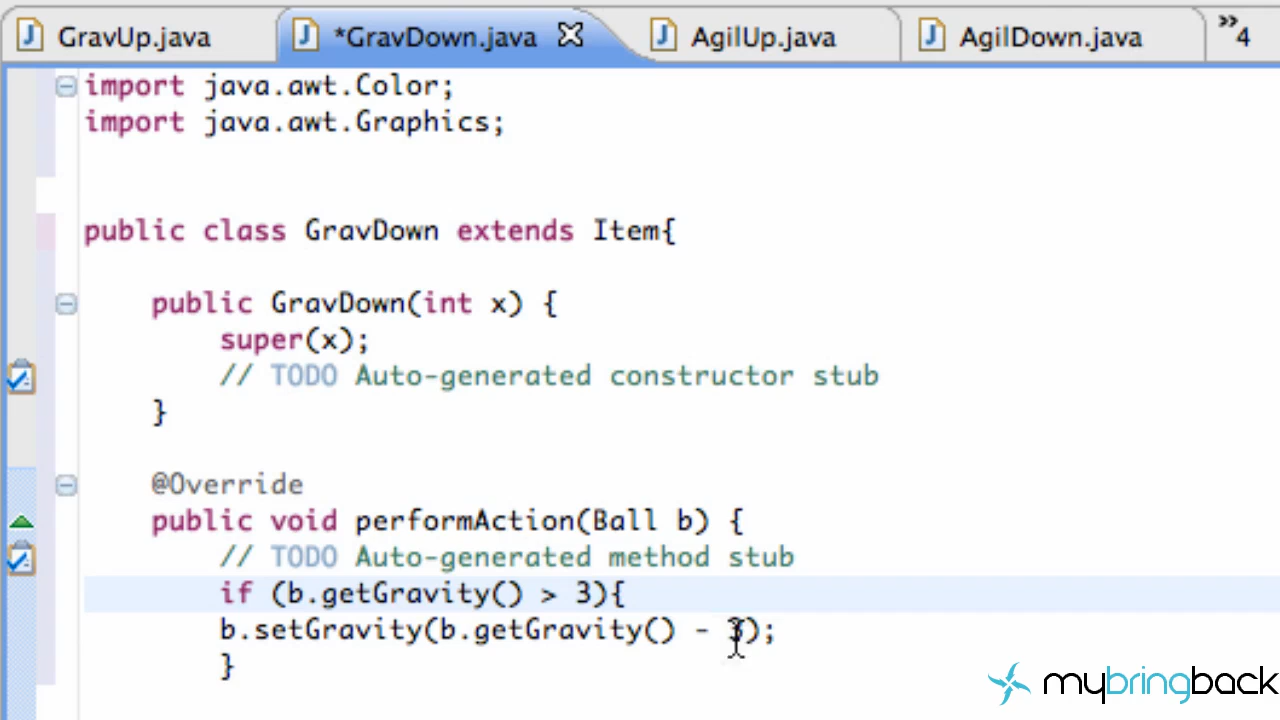 GravUp.java *GravDown.java AgilUp.java AgilDown.java »4
import java.awt.Color;
import java.awt.Graphics;
public class GravDown extends Item{
public GravDown(int x) {
super(x);
// TODO Auto-generated constructor stub
}
@Override
public void performAction(Ball b) {
// TODO Auto-generated method stub
if (b.getGravity() > 3){
b.setGravity(b.getGravity() - 3);
}
mybringback